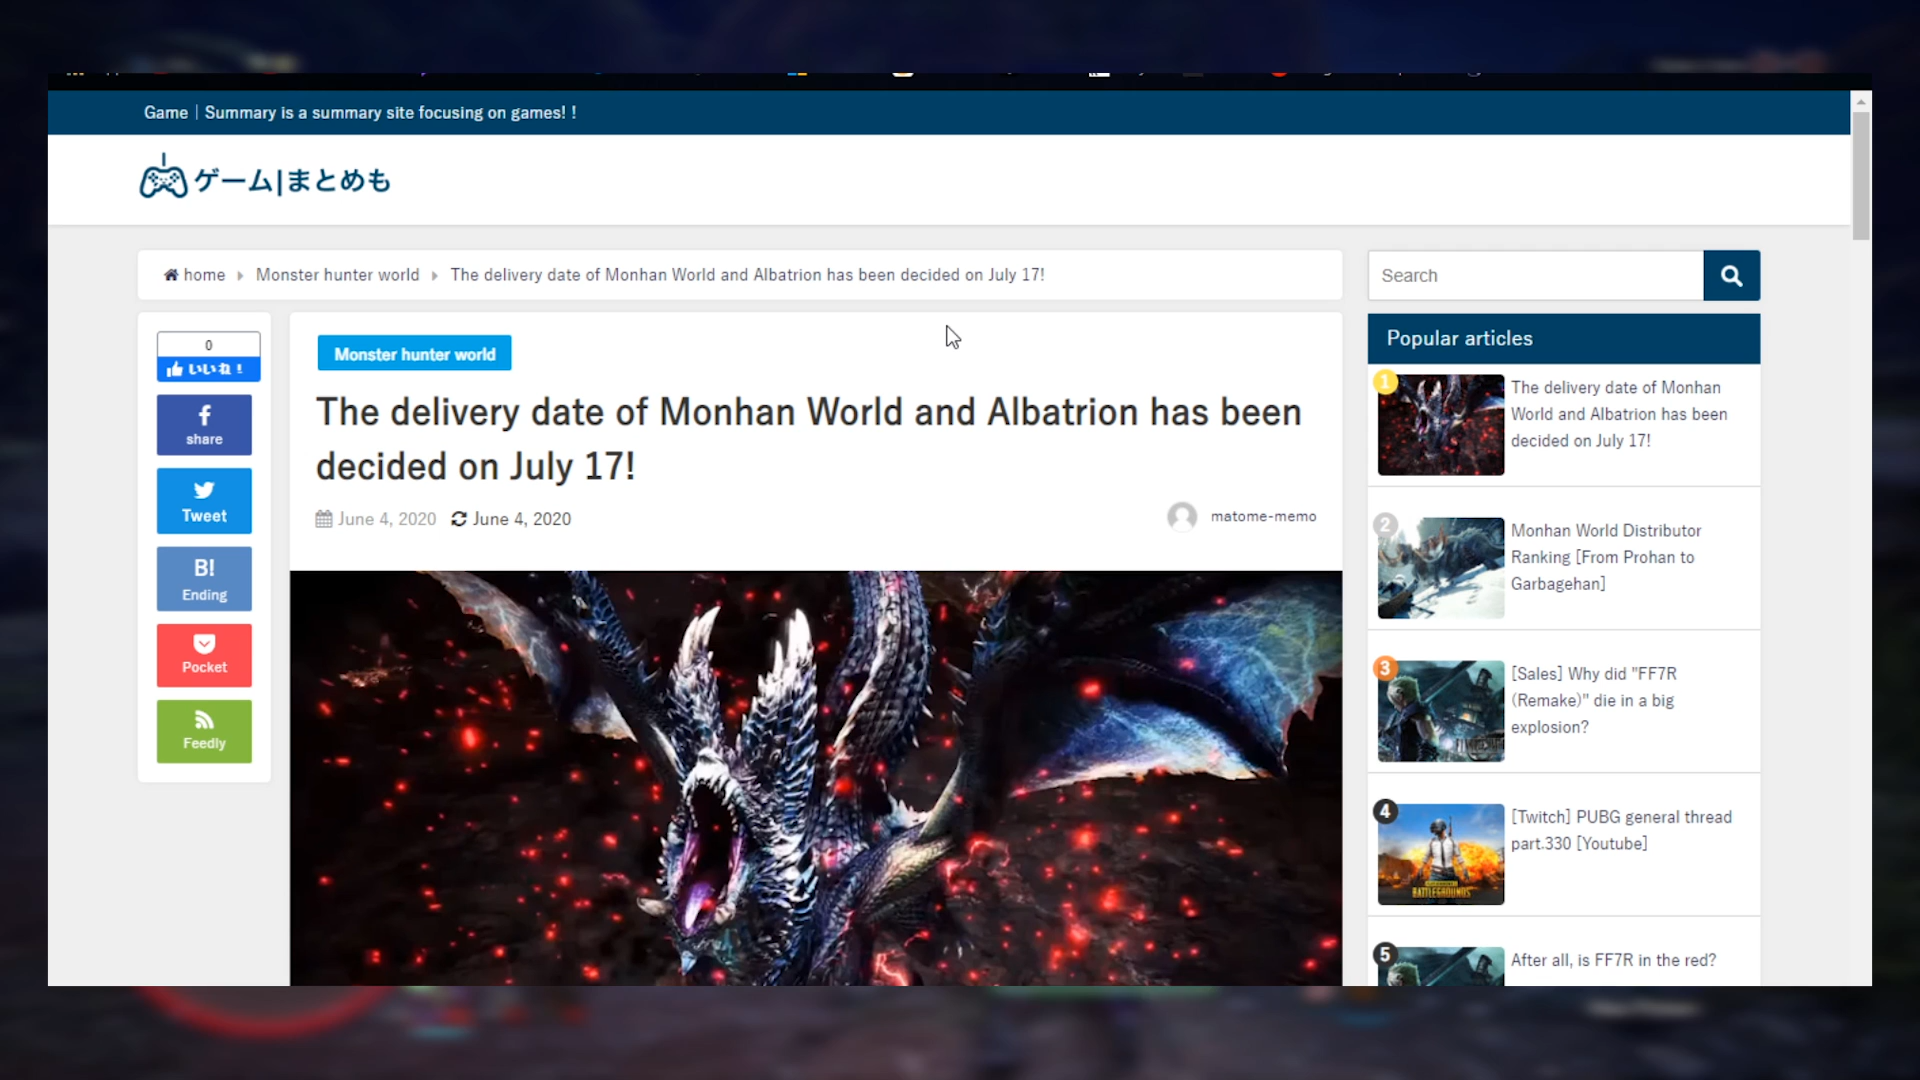 Game | Summary is a summary site focusing on games! !
ゲーム|まとめも
home
Monster hunter world
The delivery date of Monhan World and Albatrion has been decided on July 17!
Search
0
いいね!
share
Tweet
B!
Ending
Pocket
Feedly
Monster hunter world
The delivery date of Monhan World and Albatrion has been
decided on July 17!
June 4, 2020
June 4, 2020
matome-memo
Popular articles
1
The delivery date of Monhan
World and Albatrion has been
decided on July 17!
2
Monhan World Distributor
Ranking [From Prohan to
Garbagehan]
3
[Sales] Why did "FF7R
(Remake)" die in a big
explosion?
4
[Twitch] PUBG general thread
part.330 [Youtube]
BATTLEGROUNDS
5
After all, is FF7R in the red?